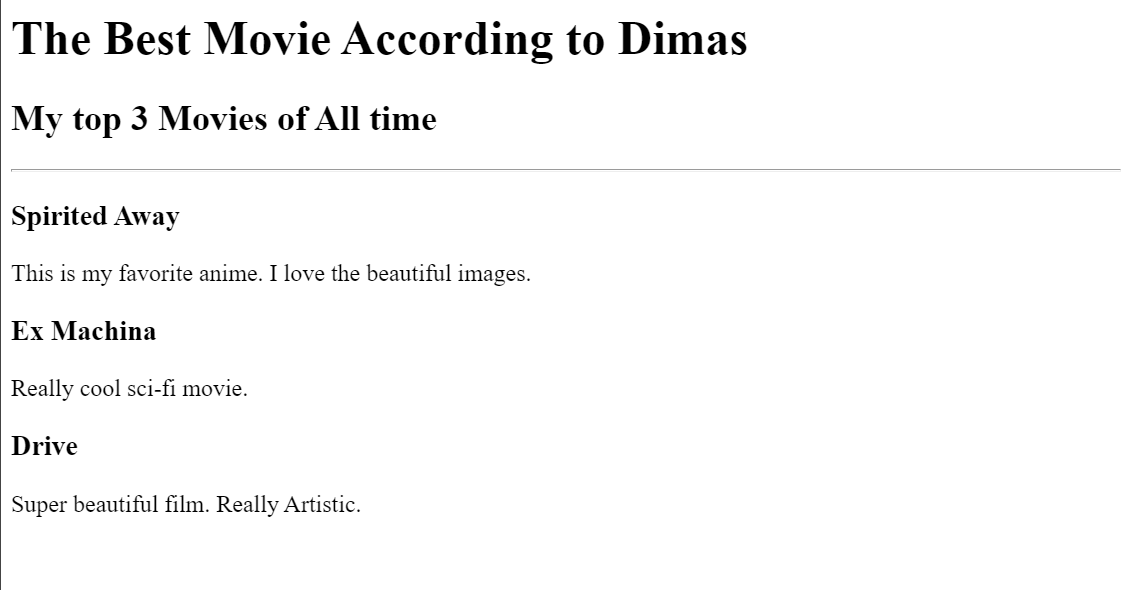 The Best Movie According to Dimas
My top 3 Movies of All time
Spirited Away
This is my favorite anime. I love the beautiful images.
Ex Machina
Really cool sci-fi movie.
Drive
Super beautiful film. Really Artistic.